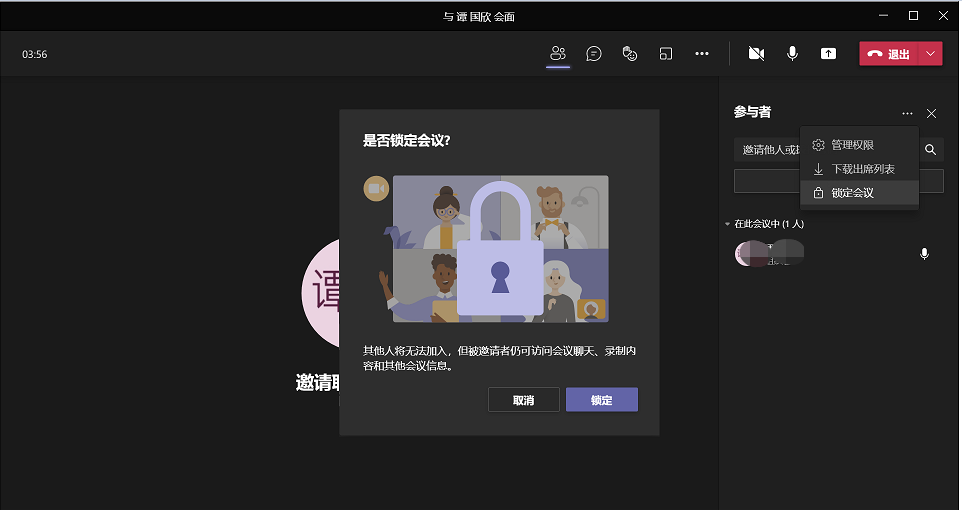 与 谭 国欣 会面
03:56
退出
参与者
管理权限
邀请他人或
下载出席列表
锁定会议
在此会议中 (1 人)
谭
邀请
是否锁定会议?
其他人将无法加入，但被邀请者仍可访问会议聊天、录制内
容和其他会议信息。
取消
锁定